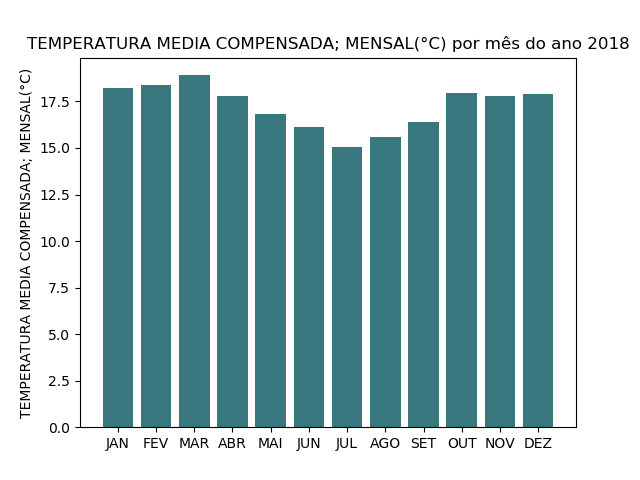 TEMPERATURA MEDIA COMPENSADA; MENSAL(°C) por mês do ano 2018
TEMPERATURA MEDIA COMPENSADA; MENSAL(°C)
17.5
15.0
12.5
10.0
7.5
5.0
2.5
0.0
JAN FEV MAR ABR MAI JUN JUL AGO SET OUT NOV DEZ